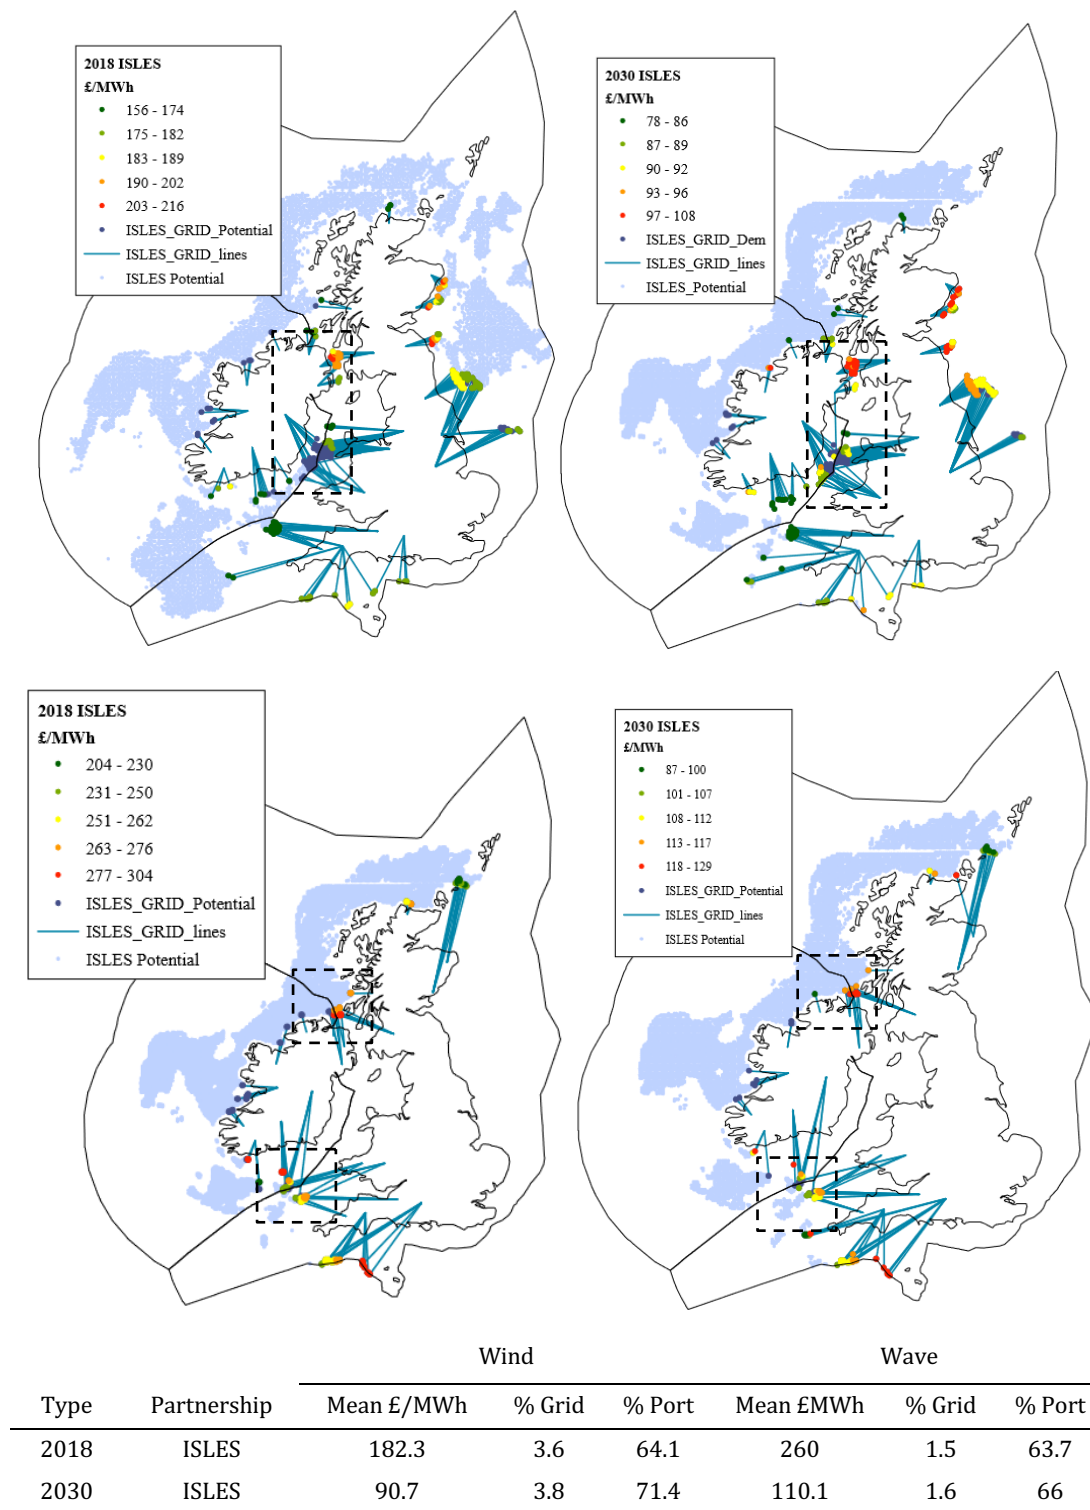 2018 ISLES
£/MWh
156 - 174
175 - 182
183 - 189
190 - 202
203 - 216
ISLES_GRID_Potential
ISLES_GRID_lines
ISLES Potential
2030 ISLES
£/MWh
78 - 86
87 - 89
90 - 92
93 - 96
97 - 108
ISLES_GRID_Dem
ISLES_GRID_lines
ISLES_Potential
2018 ISLES
£/MWh
204 - 230
231 - 250
251 - 262
263 - 276
277 - 304
ISLES_GRID_Potential
ISLES_GRID_lines
ISLES Potential
2030 ISLES
£/MWh
87 - 100
101 - 107
108 - 112
113 - 117
118 - 129
ISLES_GRID_Potential
ISLES_GRID_lines
ISLES Potential
Wind Wave
Type Partnership Mean £/MWh % Grid % Port Mean £MWh % Grid % Port
2018 ISLES 182.3 3.6 64.1 260 1.5 63.7
2030 ISLES 90.7 3.8 71.4 110.1 1.6 66